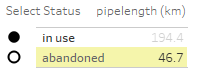 Select Status pipelength (km)
in use 194.4
abandoned 46.7